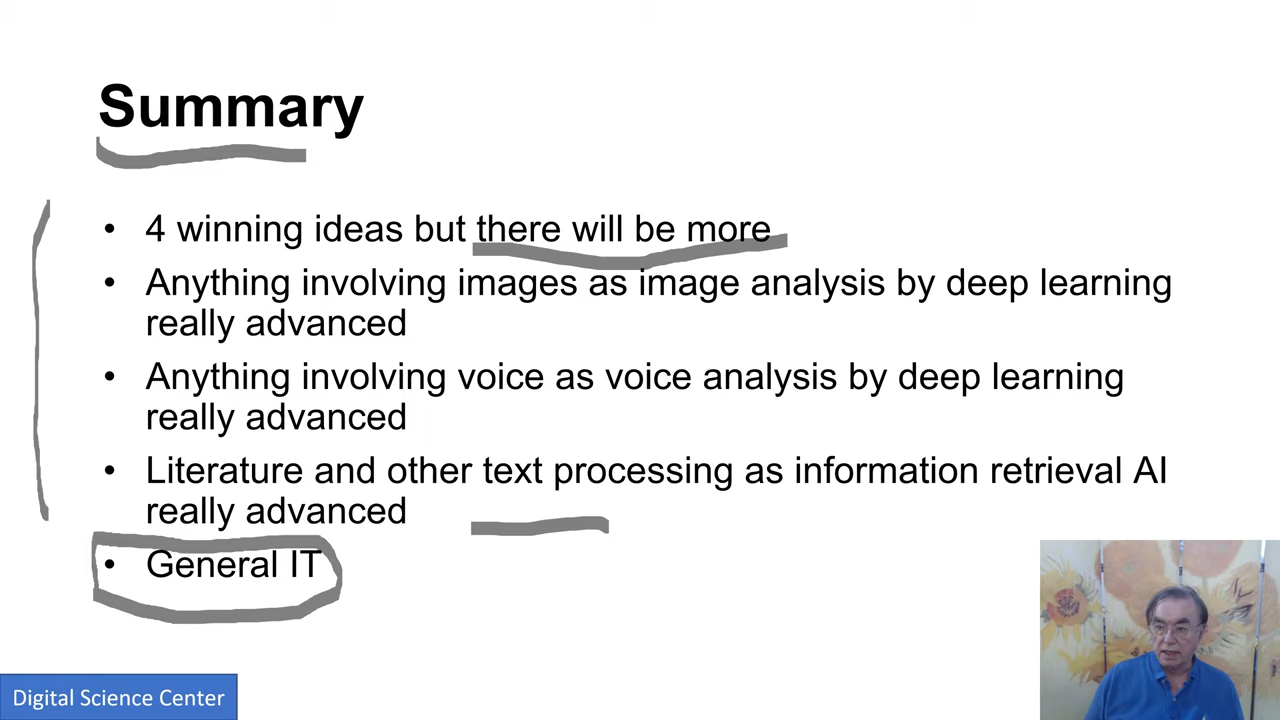 Summary
• 4 winning ideas but there will be more
• Anything involving images as image analysis by deep learning
really advanced
• Anything involving voice as voice analysis by deep learning
really advanced
• Literature and other text processing as information retrieval AI
really advanced
• General IT
Digital Science Center